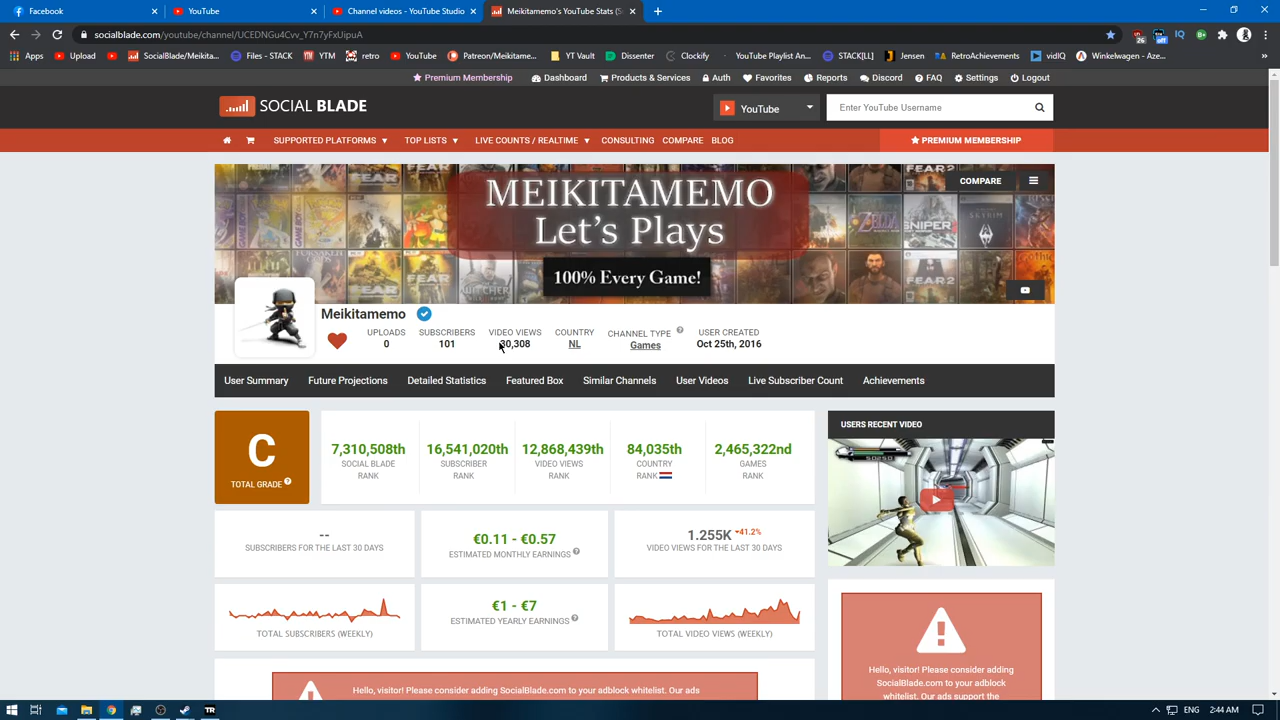 YouTube
YouTube
Meikitamemo's YouTube Stats (S
socialblade.com/youtube/channel/UCEDNGu4Cvv_Y7n7yFxUjipuA
Apps
Upload
SocialBlade/Meikite...
Files - STACK
YTM
retro
YouTube
Patreon/Meikitame...
YT Vault
Dissenter
Clockify
YouTube Playlist An...
STACK[LL]
Jensen
RetroAchievements
vidIQ
Winkelwagen - Aze...
Premium Membership
Dashboard
Products & Services
Auth
Favorites
Reports
Discord
FAQ
Settings
Logout
SOCIAL BLADE
YouTube
Enter YouTube Username
SUPPORTED PLATFORMS
TOP LISTS
LIVE COUNTS / REALTIME
CONSULTING
COMPARE
BLOG
PREMIUM MEMBERSHIP
MEIKITAMEMO
Let's Plays
100% Every Game!
COMPARE
Meikitamemo
UPLOADS
0
SUBSCRIBERS
101
VIDEO VIEWS
30,308
COUNTRY
NL
CHANNEL TYPE
Games
USER CREATED
Oct 25th, 2016
User Summary
Future Projections
Detailed Statistics
Featured Box
Similar Channels
User Videos
Live Subscriber Count
Achievements
C
TOTAL GRADE
7,310,508th
SOCIAL BLADE
RANK
16,541,020th
SUBSCRIBER
RANK
12,868,439th
VIDEO VIEWS
RANK
84,035th
COUNTRY
RANK
2,465,322nd
GAMES
RANK
USERS RECENT VIDEO
--
SUBSCRIBERS FOR THE LAST 30 DAYS
€0.11 - €0.57
ESTIMATED MONTHLY EARNINGS
1.255K -41.2%
VIDEO VIEWS FOR THE LAST 30 DAYS
TOTAL SUBSCRIBERS (WEEKLY)
€1 - €7
ESTIMATED YEARLY EARNINGS
TOTAL VIDEO VIEWS (WEEKLY)
Hello, visitor! Please consider adding SocialBlade.com to your adblock whitelist. Our ads
Hello, visitor! Please consider adding
SocialBlade.com to your adblock
whitelist. Our ads support the
ENG
2:44 AM